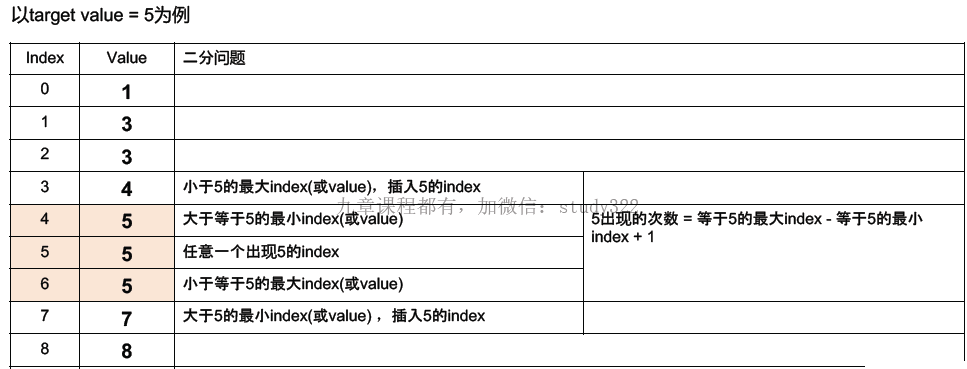 以target value = 5为例
Index Value 二分问题
0 1
1 3
2 3
3 4 小于5的最大index(或value)，插入5的index
九章课程都有，加微信：study322
4 5 大于等于5的最小index(或value) 5出现的次数 = 等于5的最大index - 等于5的最小
index + 1
5 5 任意一个出现5的index
6 5 小于等于5的最大index(或value)
7 7 大于5的最小index(或value) ，插入5的index
8 8